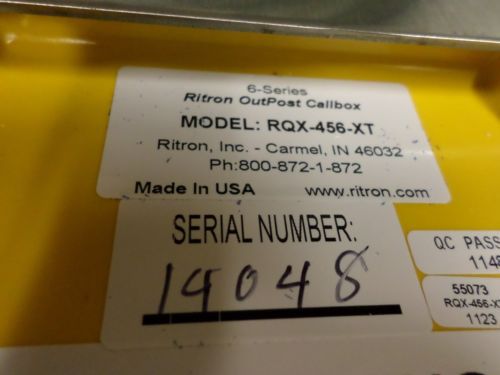 6-Series
Ritron OutPost Callbox
MODEL: RQX-456-XT
Ritron, Inc. - Carmel, IN 46032
Ph:800-872-1-872
Made In USA www.ritron.com
SERIAL NUMBER:
14048
QC PASS
1148
55073
RQX-456-XT
1123